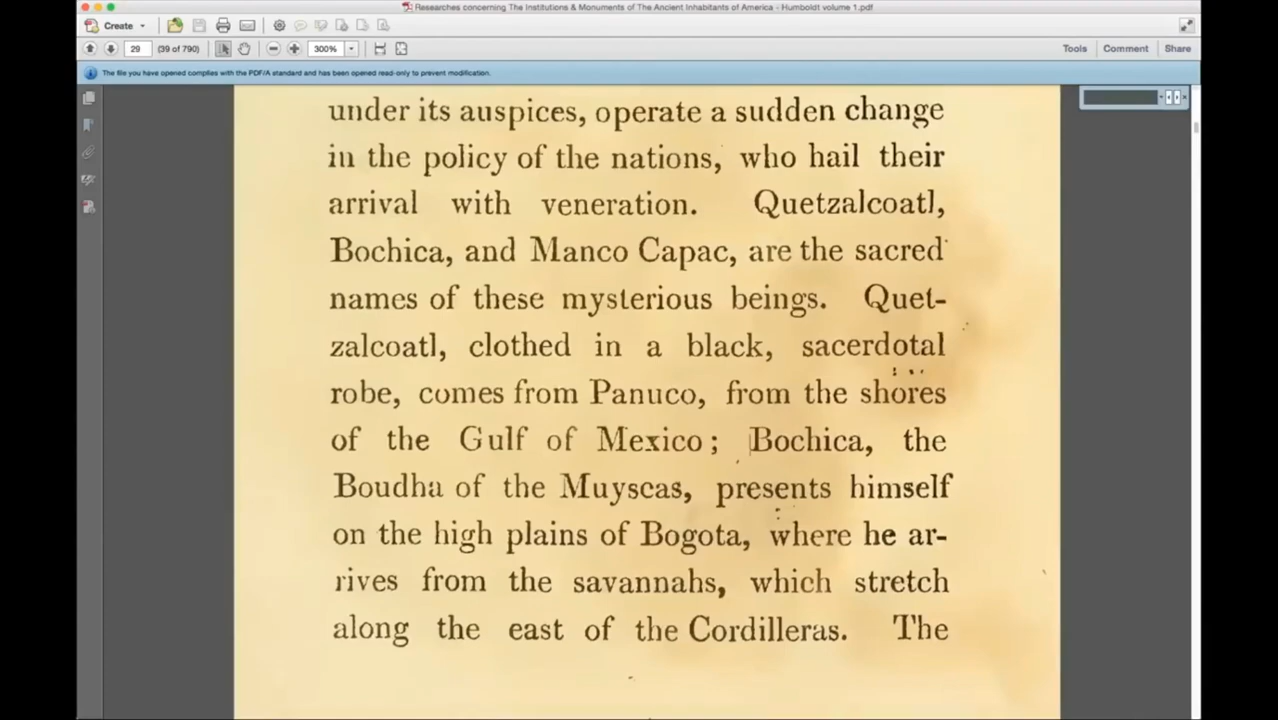 Researches concerning The Institutions & Monuments of The Ancient Inhabitants of America - Humboldt volume 1.pdf
Create
29 (39 of 790) 300% Tools Comment Share
The file you have opened complies with the PDF/A standard and has been opened read-only to prevent modification.
under its auspices, operate a sudden change
in the policy of the nations, who hail their
arrival with veneration. Quetzalcoatl,
Bochica, and Manco Capac, are the sacred
names of these mysterious beings. Quet-
zalcoatl, clothed in a black, sacerdotal
robe, comes from Panuco, from the shores
of the Gulf of Mexico; Bochica, the
Boudha of the Muyscas, presents himself
on the high plains of Bogota, where he ar-
rives from the savannahs, which stretch
along the east of the Cordilleras. The